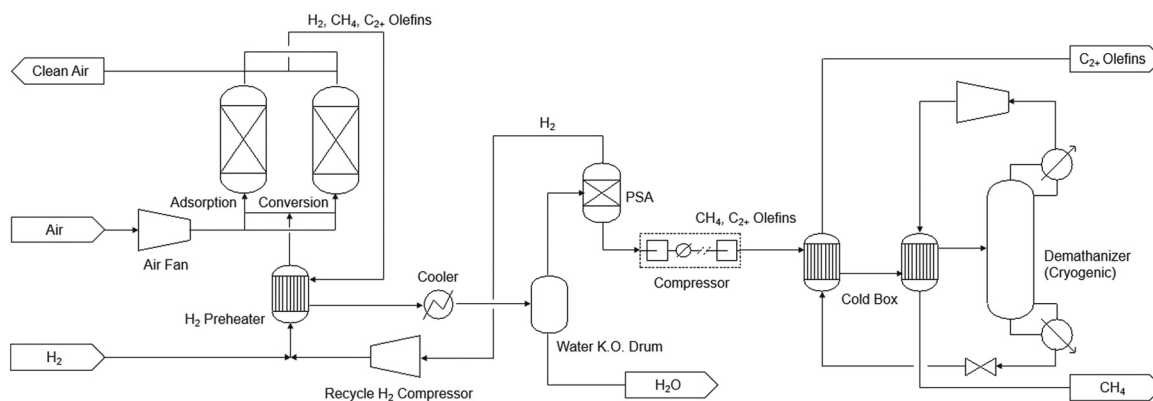 H₂, CH₄, C₂₊ Olefins
Clean Air
C₂₊ Olefins
H₂
Adsorption
Conversion
PSA
CH₄, C₂₊ Olefins
Air
Air Fan
Cooler
Compressor
Cold Box
Demathanizer
(Cryogenic)
H₂ Preheater
Water K.O. Drum
H₂
Recycle H₂ Compressor
H₂O
CH₄